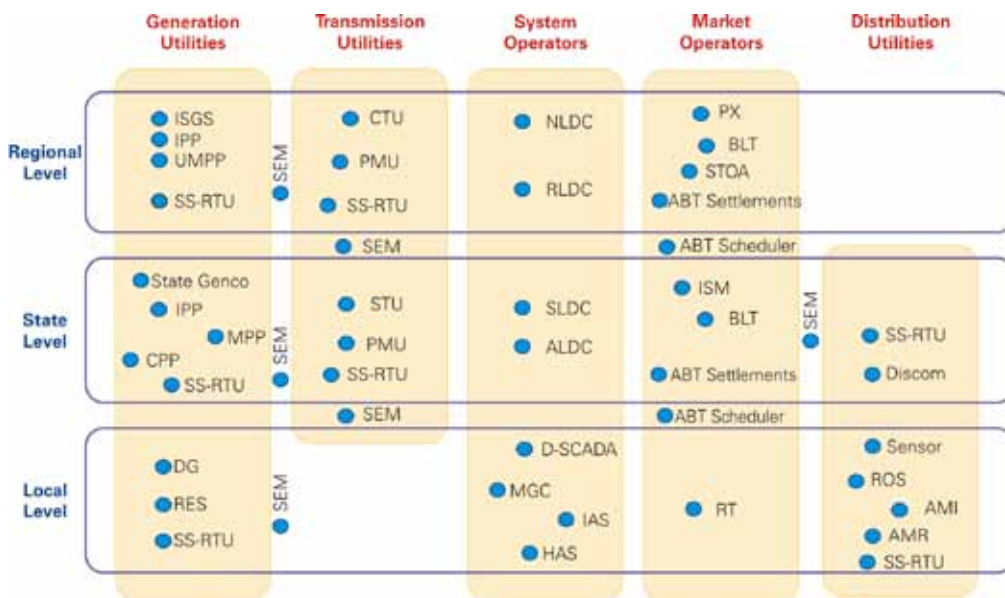 Generation Utilities
Transmission Utilities
System Operators
Market Operators
Distribution Utilities
Regional Level
ISGS
IPP
UMPP
SS-RTU
SEM
CTU
PMU
SS-RTU
SEM
NLDC
RLDC
PX
BLT
STOA
ABT Settlements
ABT Scheduler
State Level
State Genco
IPP
MPP
CPP
SS-RTU
SEM
STU
PMU
SS-RTU
SEM
SLDC
ALDC
ISM
BLT
ABT Settlements
ABT Scheduler
SEM
SS-RTU
Discom
Local Level
DG
RES
SS-RTU
SEM
D-SCADA
MGC
IAS
HAS
RT
Sensor
ROS
AMI
AMR
SS-RTU